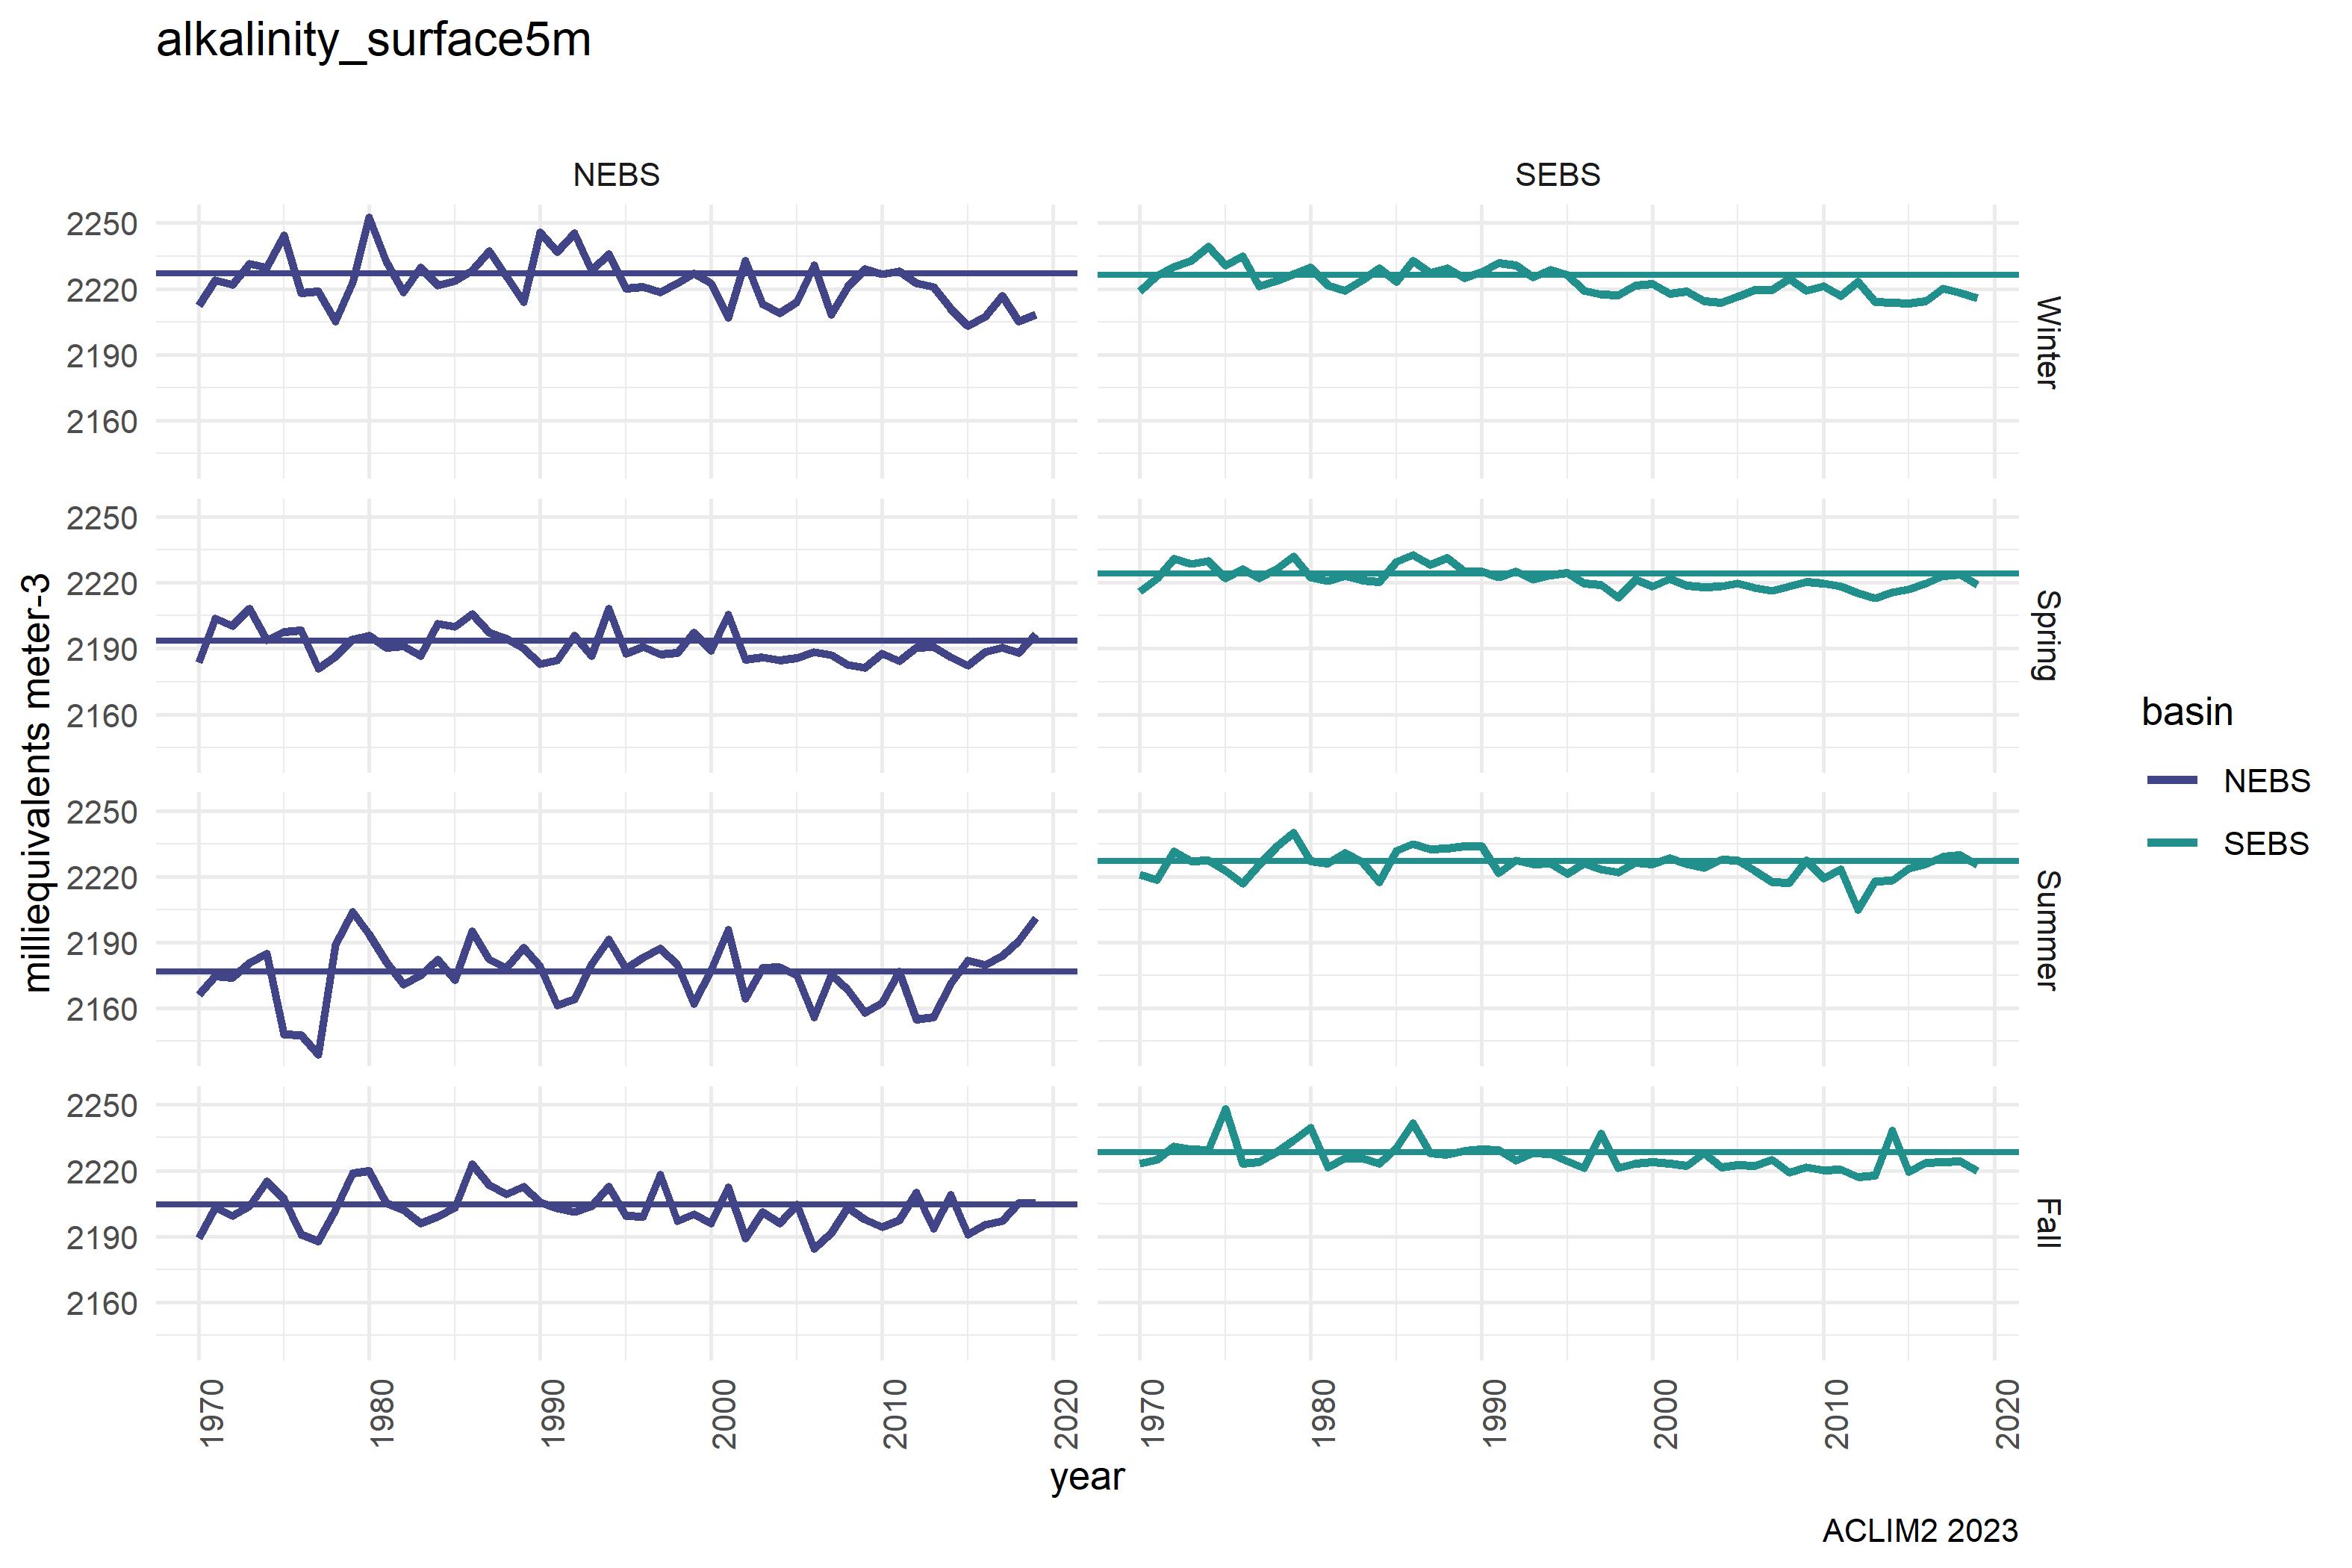 alkalinity_surface5m
NEBS
SEBS
2250
2220
2190
2160
Winter
2250
2220
2190
2160
Spring
2250
2220
2190
2160
Summer
2250
2220
2190
2160
Fall
milliequivalents meter-3
1970
1980
1990
2000
2010
2020
1970
1980
1990
2000
2010
2020
year
basin
NEBS
SEBS
ACLIM2 2023